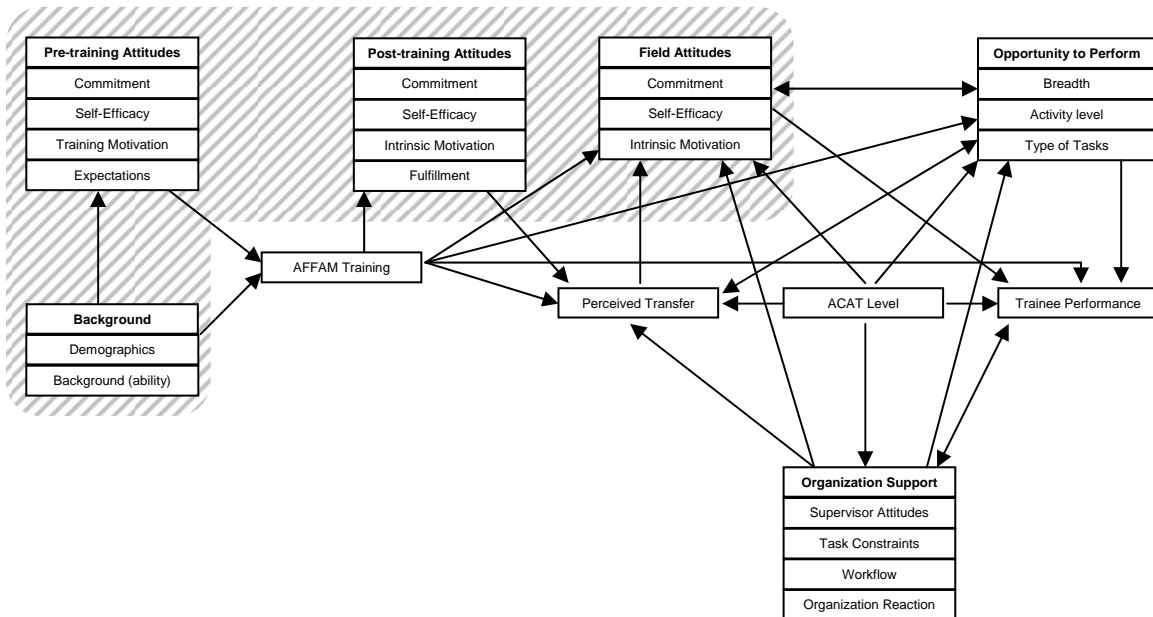 Pre-training Attitudes
Commitment
Self-Efficacy
Training Motivation
Expectations
Post-training Attitudes
Commitment
Self-Efficacy
Intrinsic Motivation
Fulfillment
Field Attitudes
Commitment
Self-Efficacy
Intrinsic Motivation
Opportunity to Perform
Breadth
Activity level
Type of Tasks
AFFAM Training
Perceived Transfer
ACAT Level
Trainee Performance
Background
Demographics
Background (ability)
Organization Support
Supervisor Attitudes
Task Constraints
Workflow
Organization Reaction